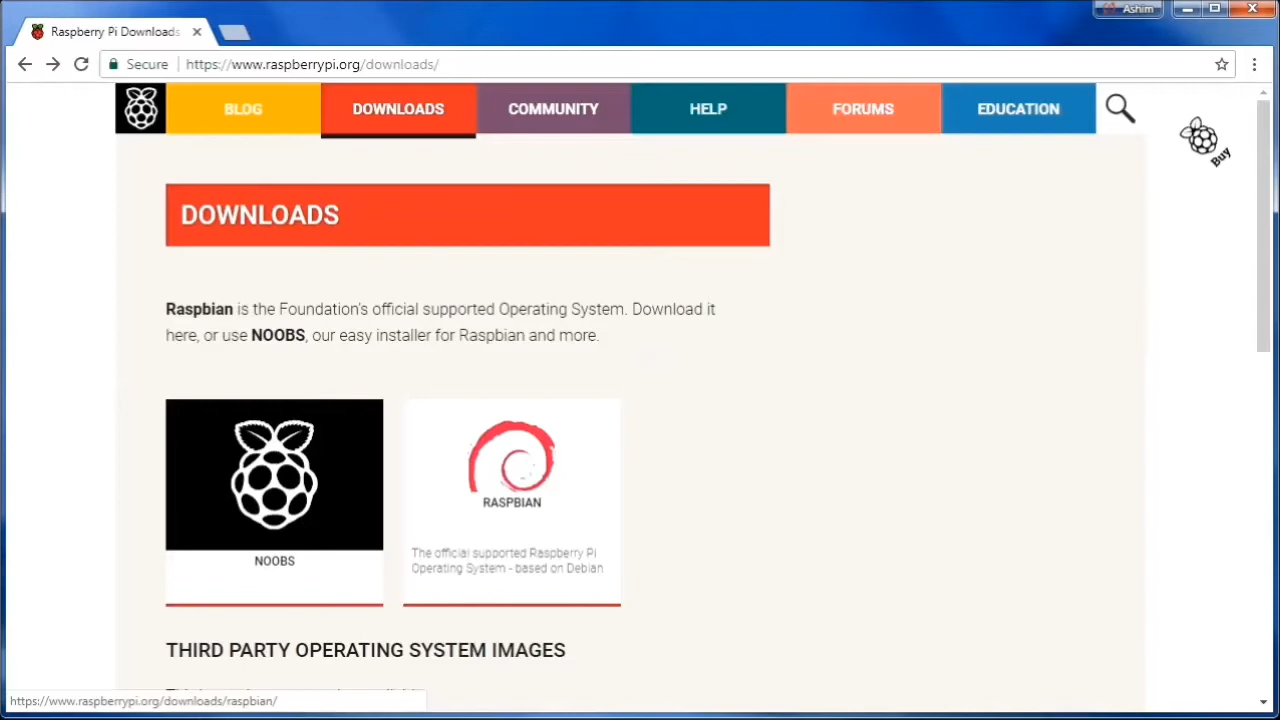 Ashim
Raspberry Pi Downloads
Secure https://www.raspberrypi.org/downloads/
BLOG DOWNLOADS COMMUNITY HELP FORUMS EDUCATION
Buy
DOWNLOADS
Raspbian is the Foundation's official supported Operating System. Download it
here, or use NOOBS, our easy installer for Raspbian and more.
NOOBS
RASPBIAN
The official supported Raspberry Pi
Operating System - based on Debian
THIRD PARTY OPERATING SYSTEM IMAGES
https://www.raspberrypi.org/downloads/raspbian/